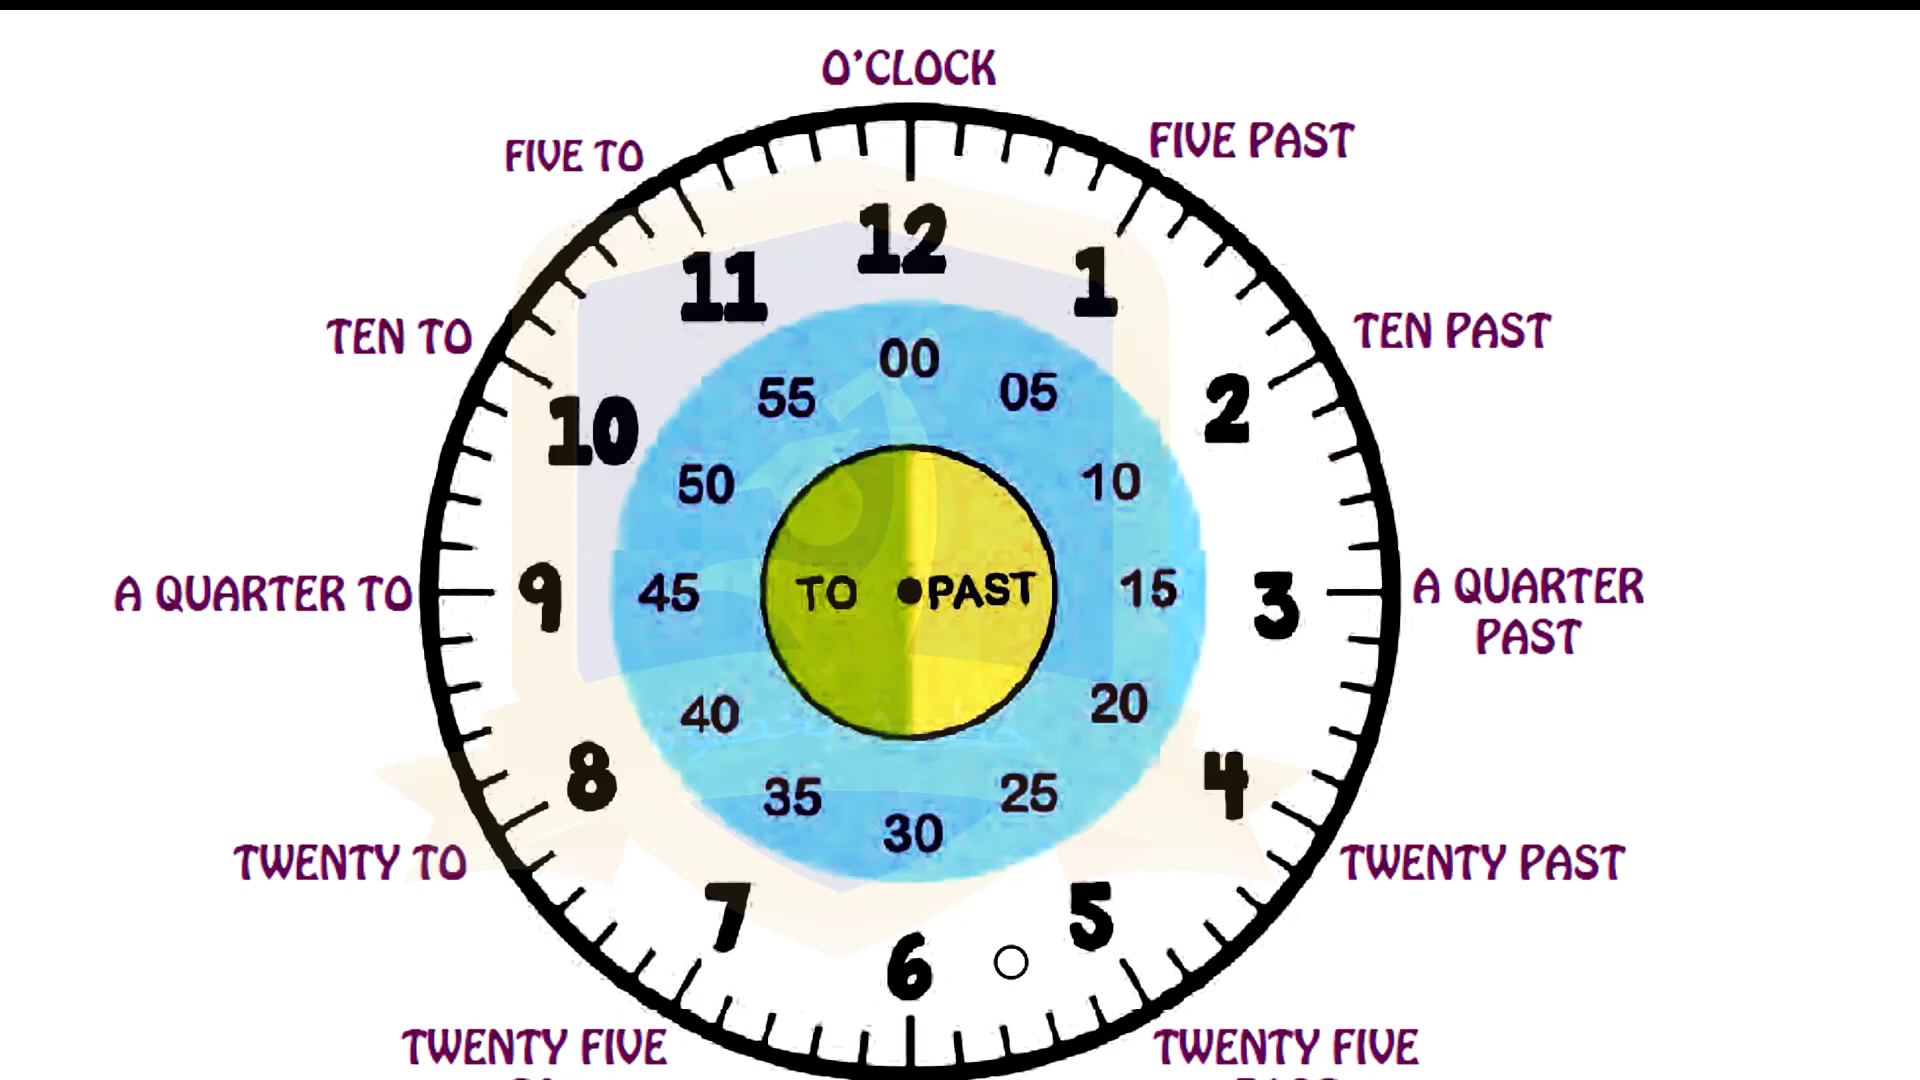 O'CLOCK
FIVE TO
FIVE PAST
TEN TO
TEN PAST
12
11
1
10
2
9
3
8
4
7
5
6
00
55
05
50
10
45
15
40
20
35
25
30
TO
PAST
A QUARTER TO
A QUARTER
PAST
TWENTY TO
TWENTY PAST
TWENTY FIVE
TWENTY FIVE